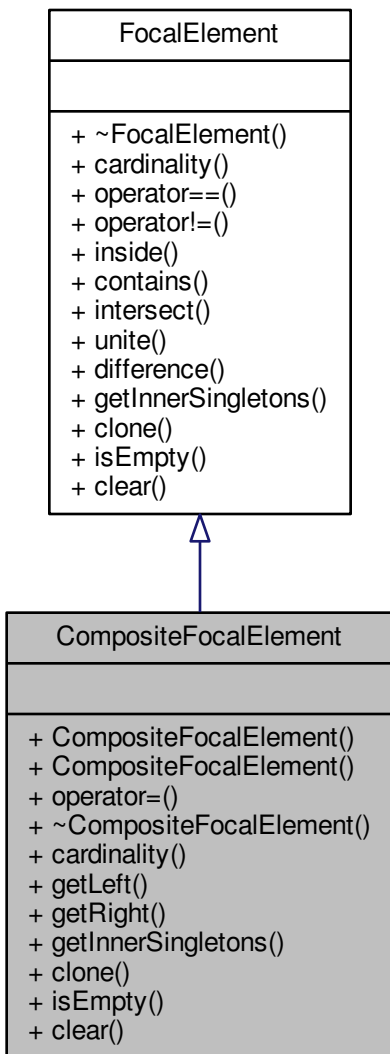 FocalElement
+ ~FocalElement()
+ cardinality()
+ operator==()
+ operator!=()
+ inside()
+ contains()
+ intersect()
+ unite()
+ difference()
+ getInnerSingletons()
+ clone()
+ isEmpty()
+ clear()
CompositeFocalElement
+ CompositeFocalElement()
+ CompositeFocalElement()
+ operator=()
+ ~CompositeFocalElement()
+ cardinality()
+ getLeft()
+ getRight()
+ getInnerSingletons()
+ clone()
+ isEmpty()
+ clear()